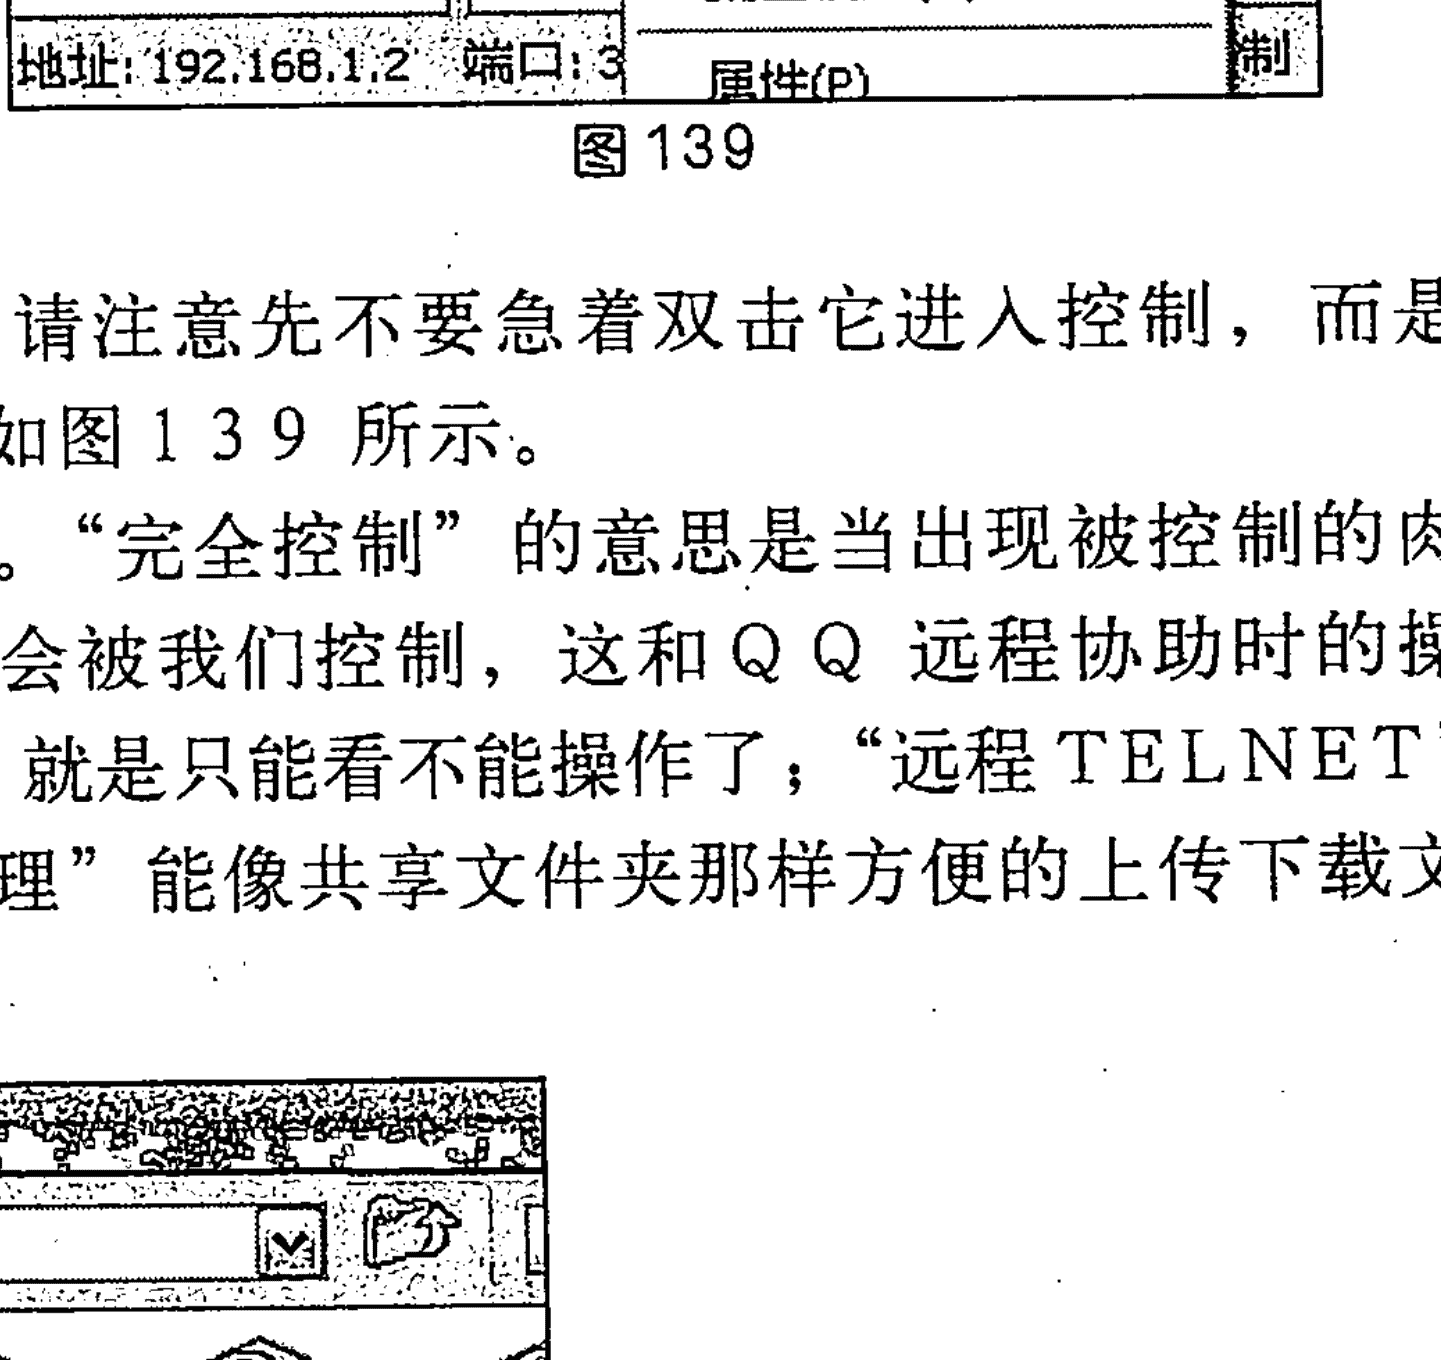 地址: 192.168.1.2 端口: 3
制
属性(P)
图 139
请注意先不要急着双击它进入控制，而是
如图 1 3 9 所示。
。“完全控制”的意思是当出现被控制的肉
会被我们控制，这和 Q Q 远程协助时的操
就是只能看不能操作了；“远程 TELNET”
理”能像共享文件夹那样方便的上传下载文